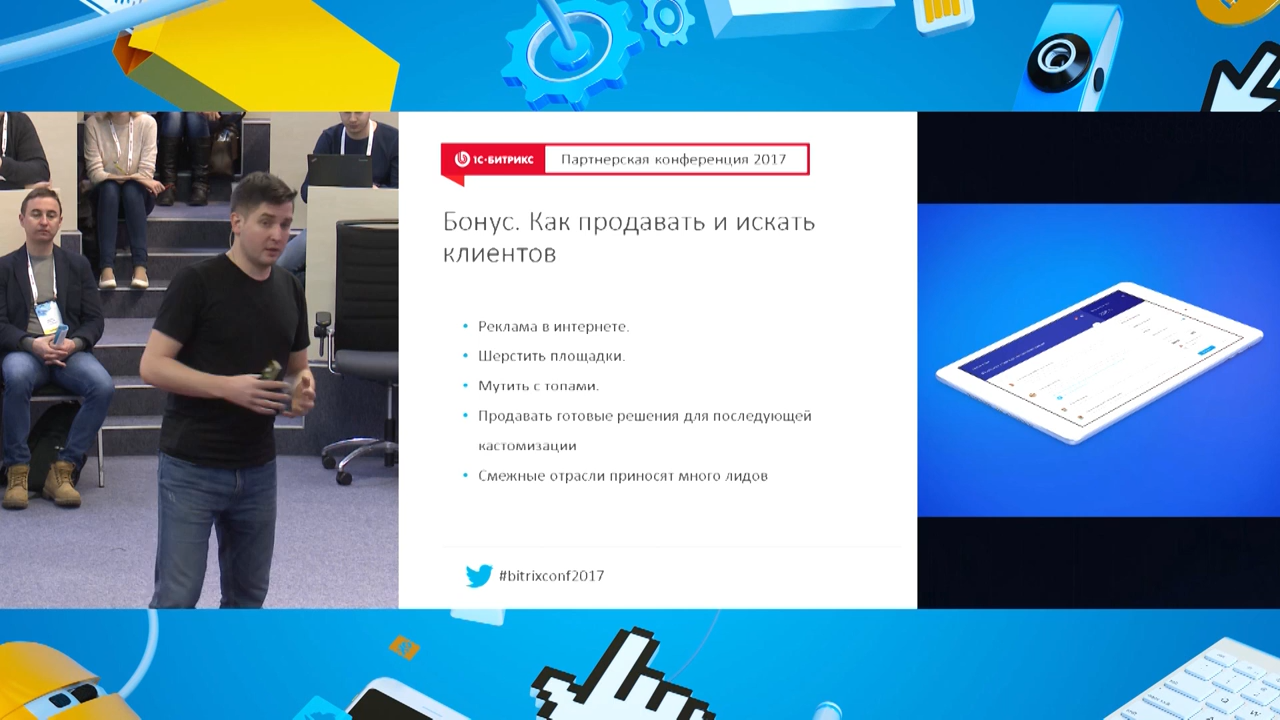 1С·БИТРИКС Партнерская конференция 2017
Бонус. Как продавать и искать
клиентов
• Реклама в интернете.
• Шерстить площадки.
• Мутить с топами.
• Продавать готовые решения для последующей
кастомизации
• Смежные отрасли приносят много лидов
#bitrixconf2017